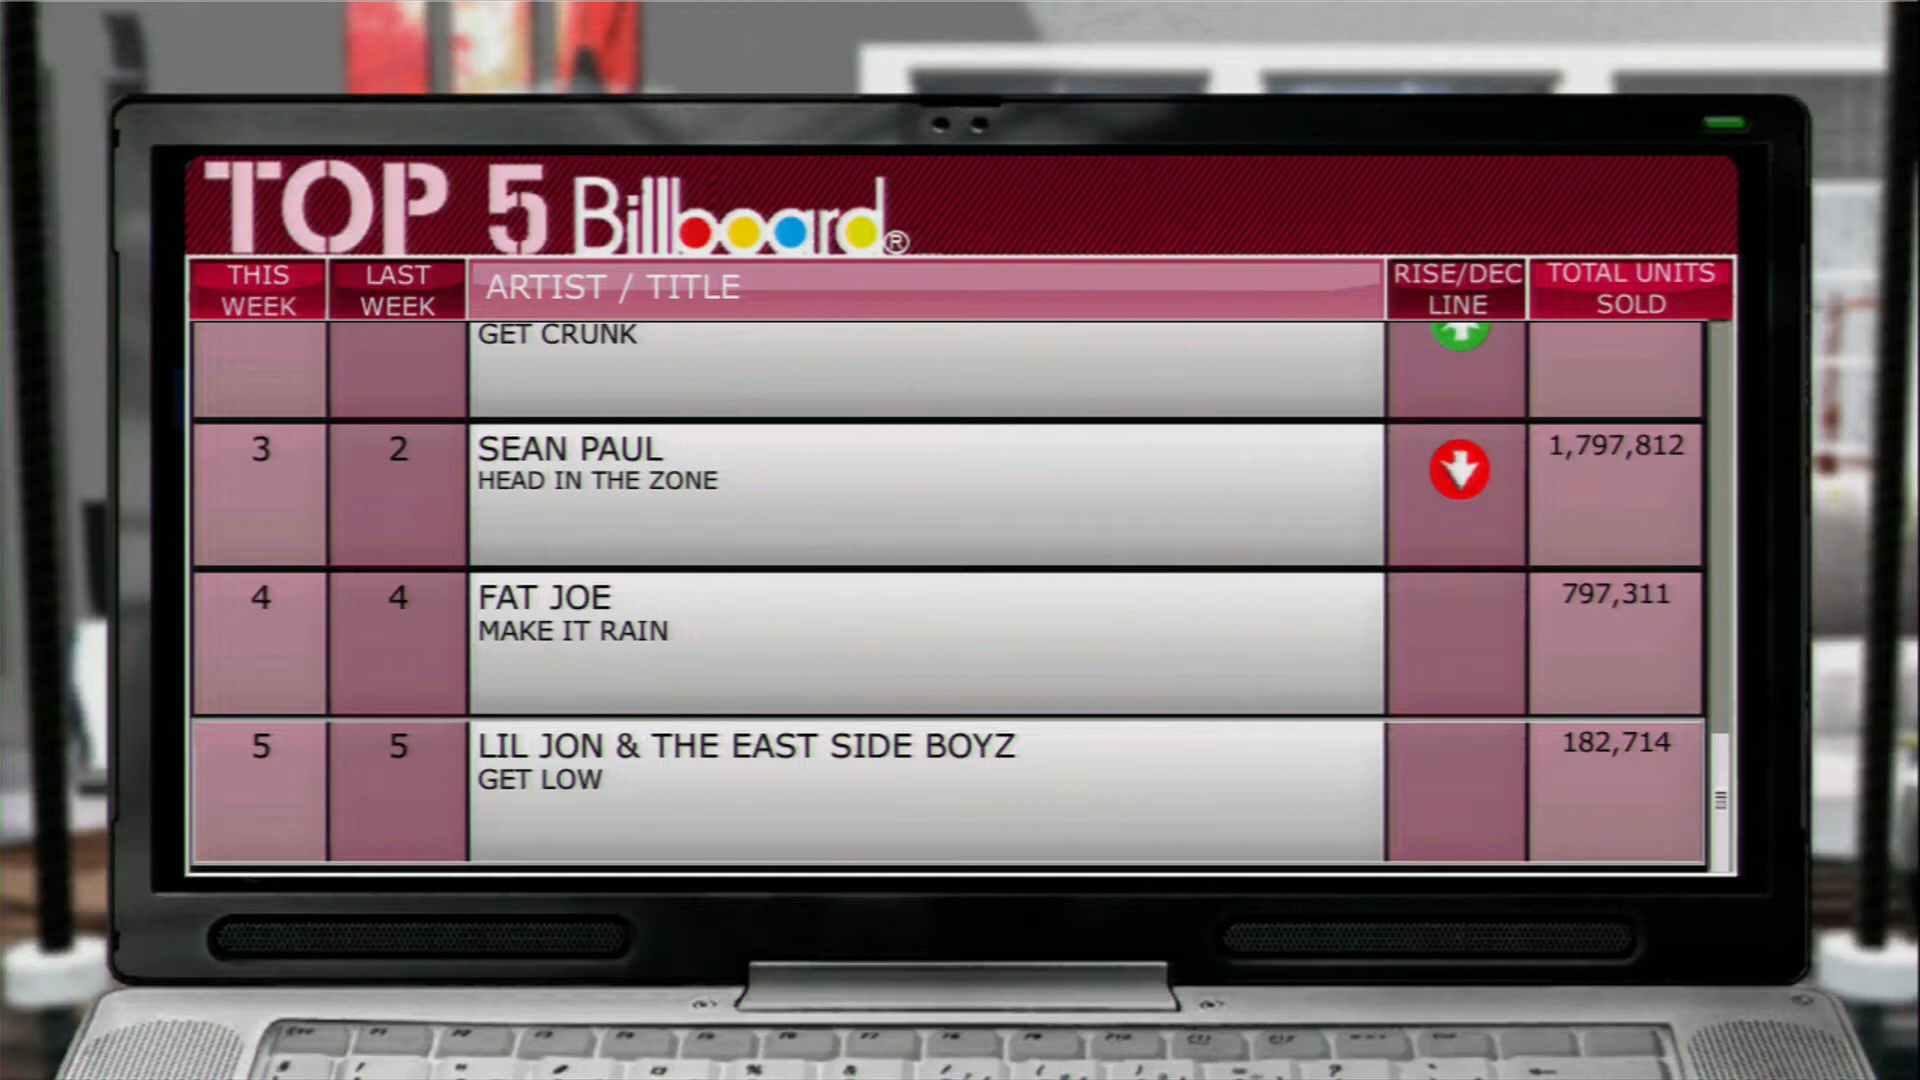 TOP 5 Billboard®
THIS WEEK
LAST WEEK
ARTIST / TITLE
RISE/DEC LINE
TOTAL UNITS SOLD
GET CRUNK
3 2 SEAN PAUL 1,797,812
HEAD IN THE ZONE
4 4 FAT JOE 797,311
MAKE IT RAIN
5 5 LIL JON & THE EAST SIDE BOYZ 182,714
GET LOW